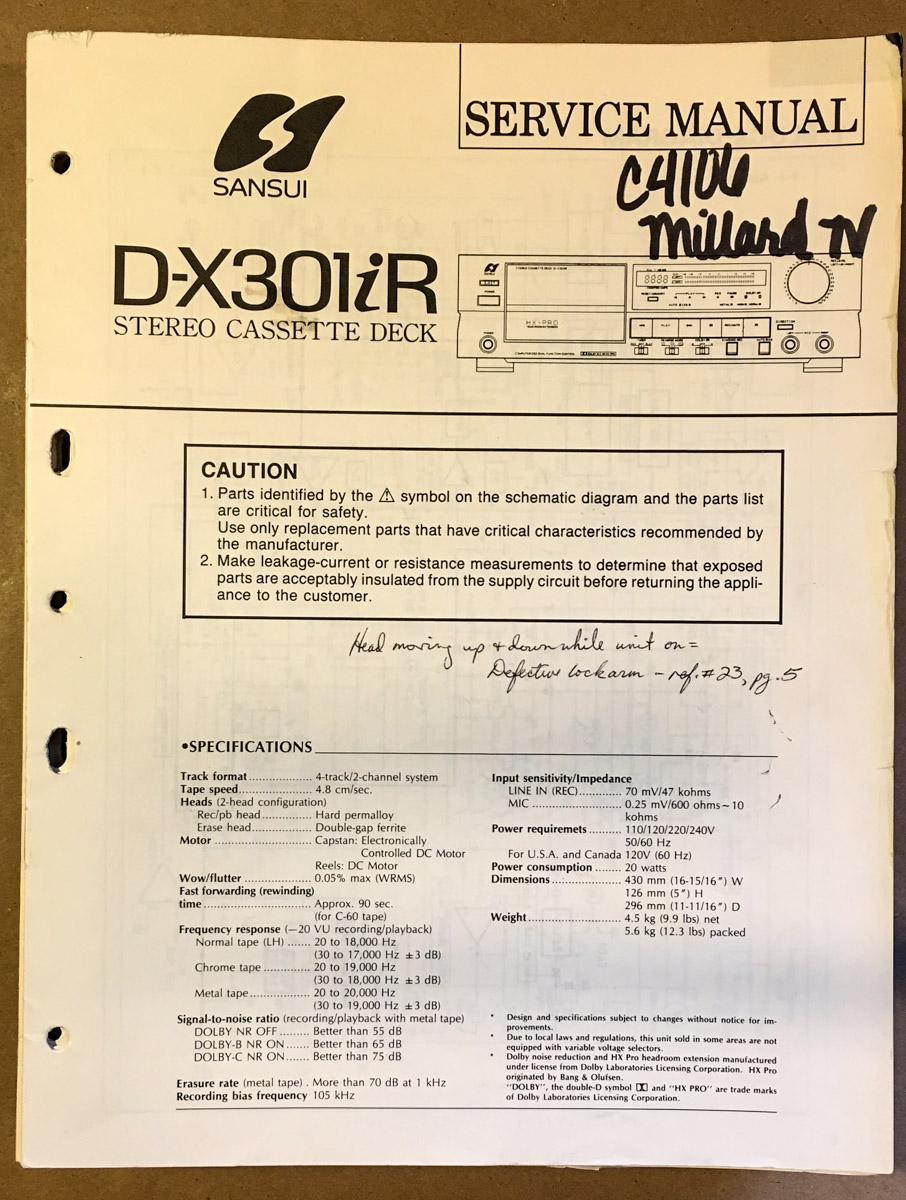 SERVICE MANUAL
SANSUI
C4106
Millard TV
D-X301iR
STEREO CASSETTE DECK
HX-PRO
CAUTION
1. Parts identified by the ⚠ symbol on the schematic diagram and the parts list
are critical for safety.
Use only replacement parts that have critical characteristics recommended by
the manufacturer.
2. Make leakage-current or resistance measurements to determine that exposed
parts are acceptably insulated from the supply circuit before returning the appli-
ance to the customer.
Head moving up & down while unit on =
Defective lockarm - ref. # 23, pg. 5
•SPECIFICATIONS
Track format ................... 4-track/2-channel system
Tape speed ...................... 4.8 cm/sec.
Heads (2-head configuration)
Rec/pb head .............. Hard permalloy
Erase head ................. Double-gap ferrite
Motor ............................. Capstan: Electronically
Controlled DC Motor
Reels: DC Motor
Wow/flutter ................... 0.05% max (WRMS)
Fast forwarding (rewinding)
time ................................ Approx. 90 sec.
(for C-60 tape)
Frequency response (—20 VU recording/playback)
Normal tape (LH) ....... 20 to 18,000 Hz
(30 to 17,000 Hz ±3 dB)
Chrome tape .............. 20 to 19,000 Hz
(30 to 18,000 Hz ±3 dB)
Metal tape .................. 20 to 20,000 Hz
(30 to 19,000 Hz ±3 dB)
Signal-to-noise ratio (recording/playback with metal tape)
DOLBY NR OFF ......... Better than 55 dB
DOLBY-B NR ON ....... Better than 65 dB
DOLBY-C NR ON ....... Better than 75 dB
Erasure rate (metal tape) . More than 70 dB at 1 kHz
Recording bias frequency 105 kHz
Input sensitivity/Impedance
LINE IN (REC) ............. 70 mV/47 kohms
MIC ........................... 0.25 mV/600 ohms~10
kohms
Power requiremets .......... 110/120/220/240V
50/60 Hz
For U.S.A. and Canada 120V (60 Hz)
Power consumption ........ 20 watts
Dimensions ...................... 430 mm (16-15/16") W
126 mm (5") H
296 mm (11-11/16") D
Weight ............................ 4.5 kg (9.9 lbs) net
5.6 kg (12.3 lbs) packed
* Design and specifications subject to changes without notice for im-
provements.
* Due to local laws and regulations, this unit sold in some areas are not
equipped with variable voltage selectors.
* Dolby noise reduction and HX Pro headroom extension manufactured
under license from Dolby Laboratories Licensing Corporation. HX Pro
originated by Bang & Olufsen.
"DOLBY", the double-D symbol and "HX PRO" are trade marks
of Dolby Laboratories Licensing Corporation.